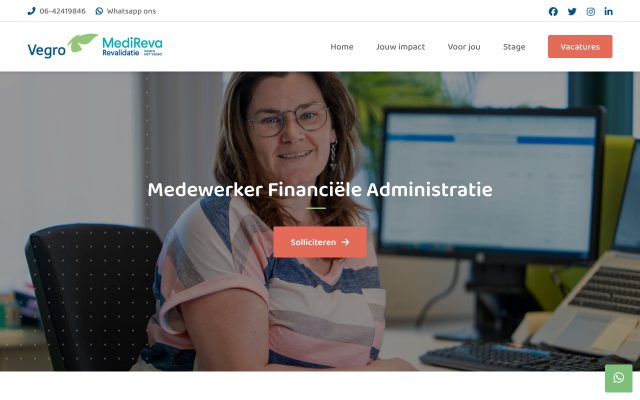 06-42419846 Whatsapp ons
Vegro MediReva
Revalidatie
Home Jouw impact Voor jou Stage Vacatures
Medewerker Financiële Administratie
Solliciteren